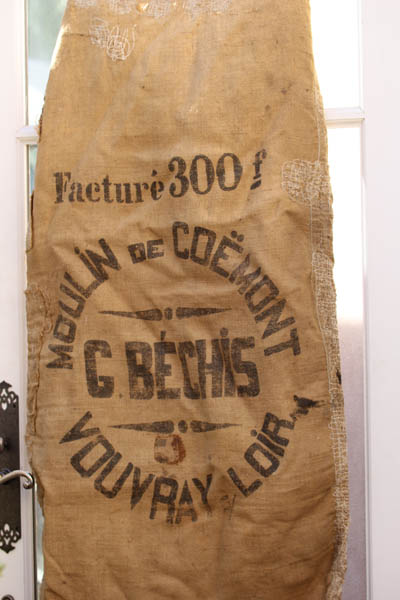 Facturé 300 f
MOULIN DE COËMONT
G. BÉCHIS
VOUVRAY LOIR